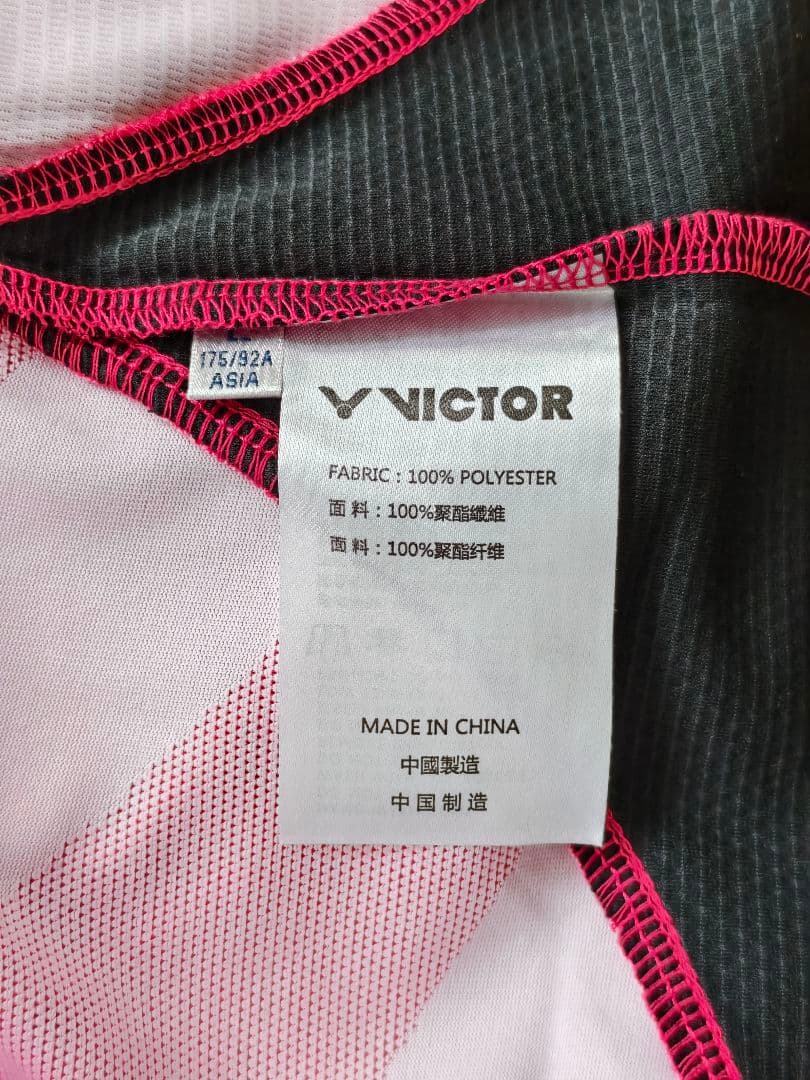 175/92A
ASIA
VICTOR
FABRIC : 100% POLYESTER
面 料 : 100%聚酯纖維
面 料 : 100%聚酯纤维
MADE IN CHINA
中國製造
中国制造